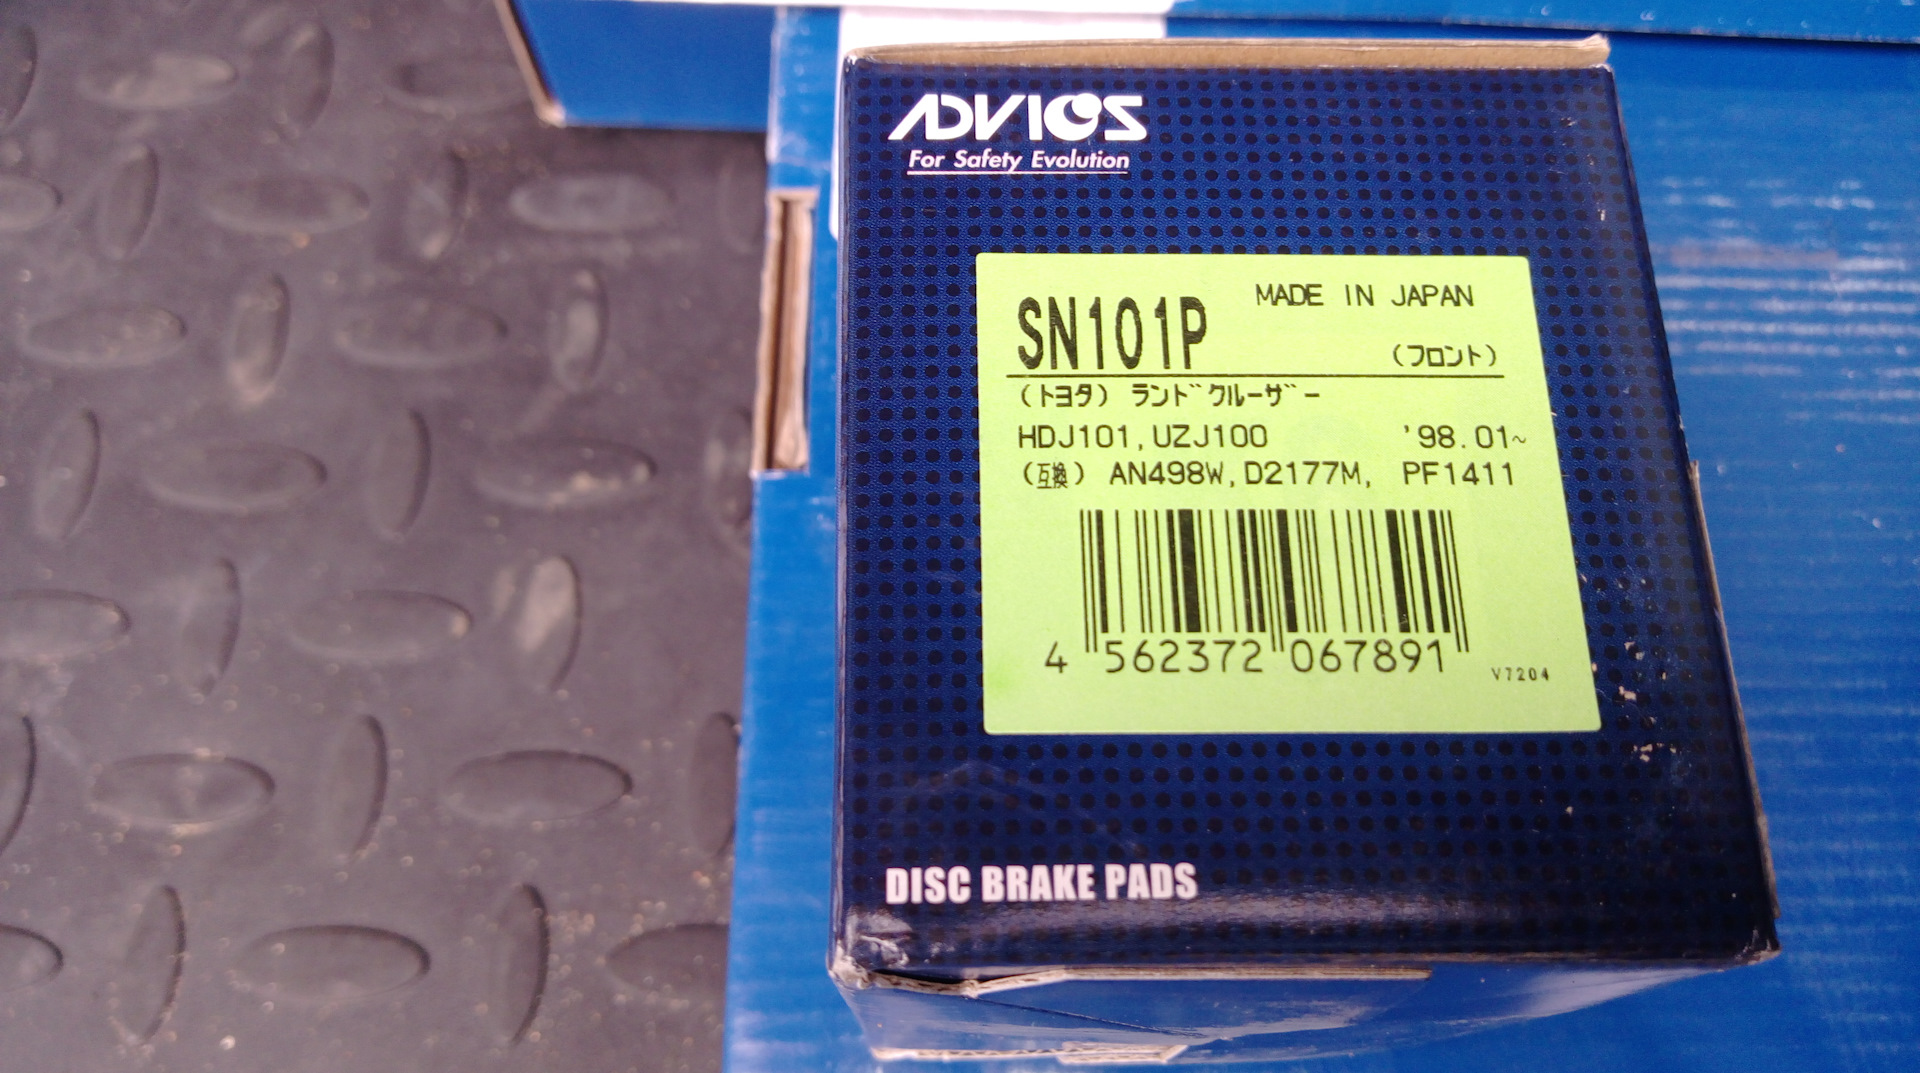 ADVICS
For Safety Evolution
MADE IN JAPAN
SN101P
(フロント)
(トヨタ) ランドクルーザー
HDJ101,UZJ100 '98.01~
(互換) AN498W,D2177M, PF1411
4 562372 067891
V7204
DISC BRAKE PADS